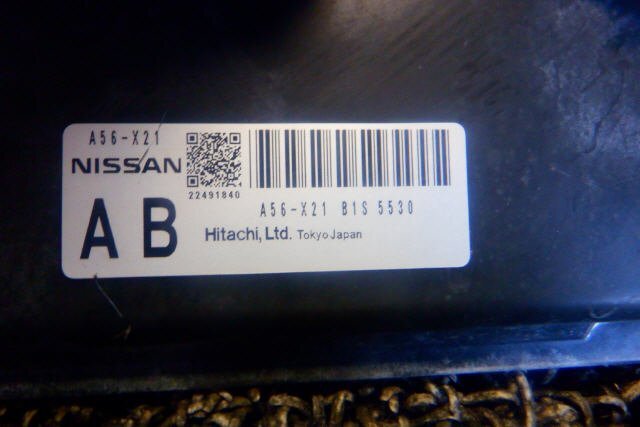 A56-X21
NISSAN
22491840
A56-X21 B1S 5530
AB
Hitachi, Ltd. Tokyo Japan